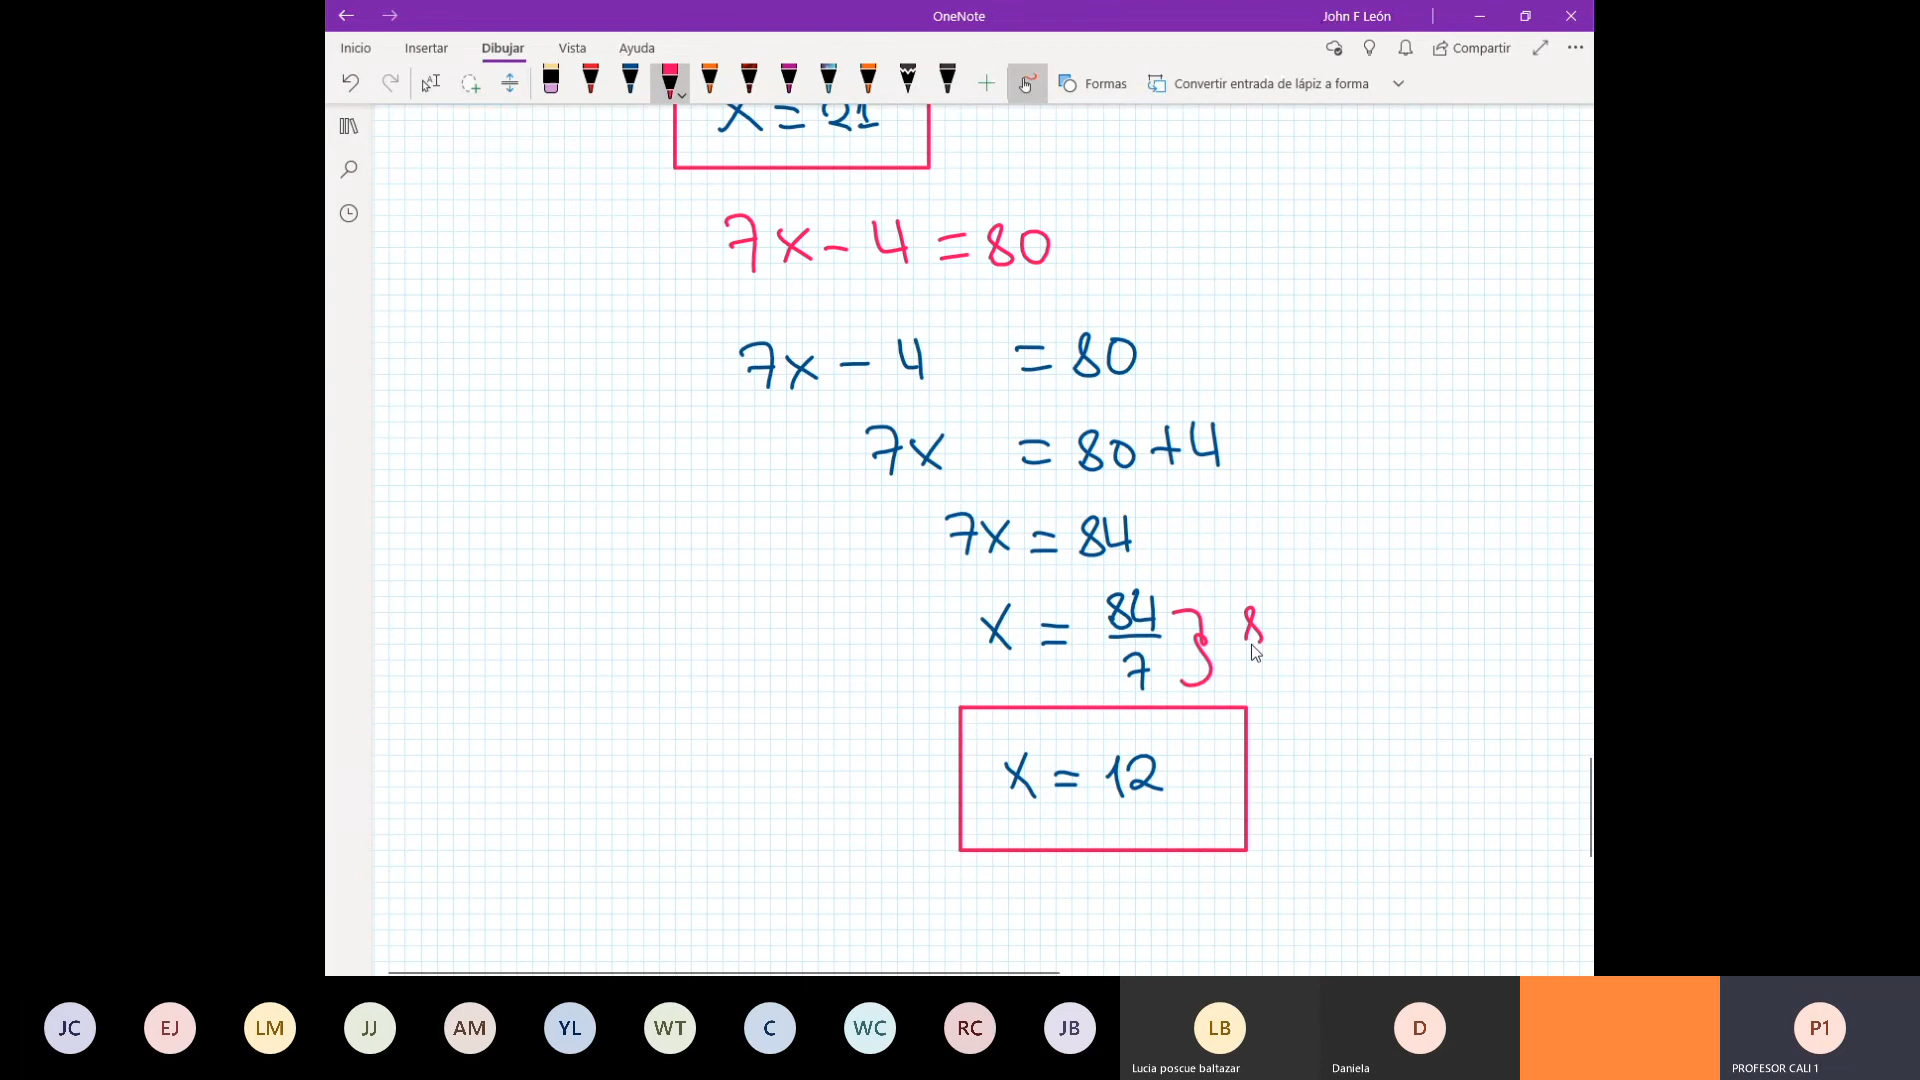 OneNote
John F León
Inicio Insertar Dibujar Vista Ayuda
Compartir
Formas
Convertir entrada de lápiz a forma
x = 21
7x - 4 = 80
7x - 4 = 80
7x = 80 + 4
7x = 84
x = 84/7 } 8
x = 12
JC EJ LM JJ AM YL WT C WC RC JB LB D P1
Lucia poscue baltazar
Daniela
PROFESOR CALI 1